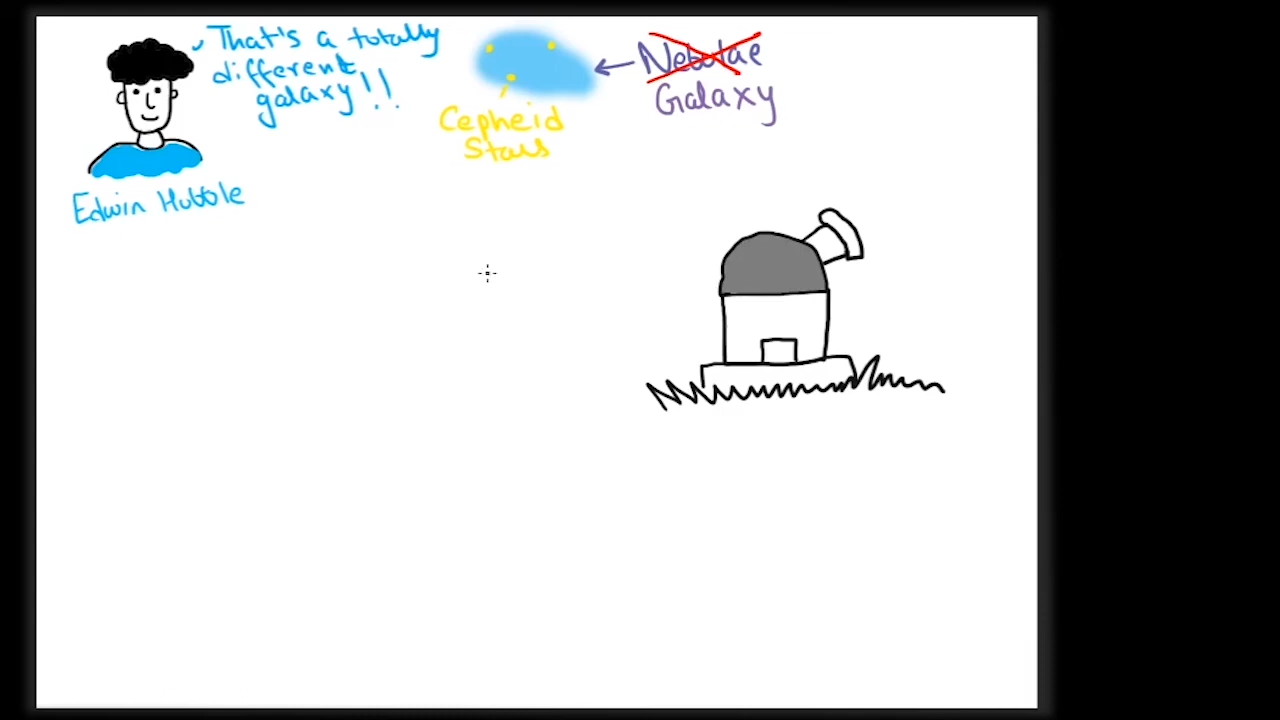 That's a totally
different
galaxy!!
Nebulae
Galaxy
Cepheid
Stars
Edwin Hubble